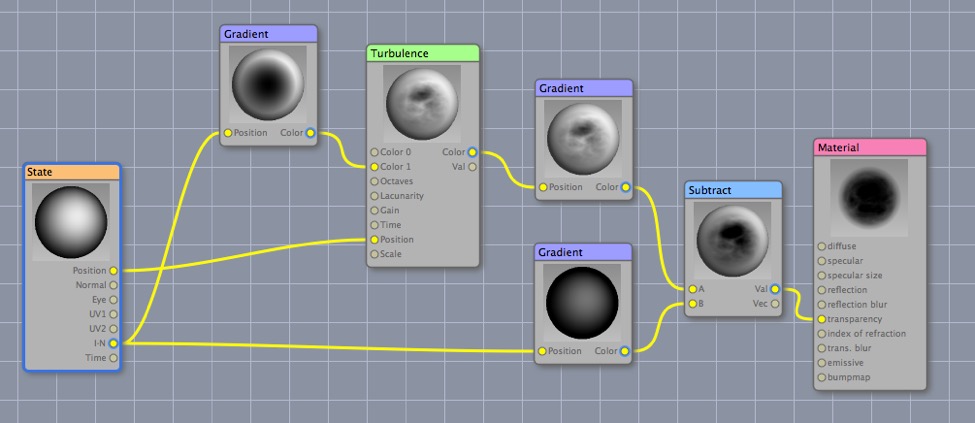 State
Position
Normal
Eye
UV1
UV2
I·N
Time
Gradient
Position Color
Turbulence
Color 0 Color
Color 1 Val
Octaves
Lacunarity
Gain
Time
Position
Scale
Gradient
Position Color
Gradient
Position Color
Subtract
A Val
B Vec
Material
diffuse
specular
specular size
reflection
reflection blur
transparency
index of refraction
trans. blur
emissive
bumpmap